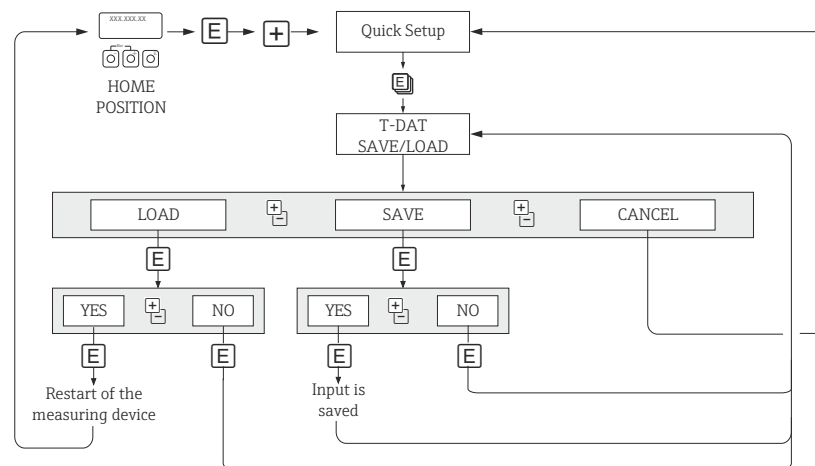 XXX.XXX.XX
Esc
E
+
Quick Setup
HOME
POSITION
E
T-DAT
SAVE/LOAD
LOAD
+
-
SAVE
+
-
CANCEL
E
E
YES
+
-
NO
YES
+
-
NO
E
E
E
E
Restart of the
measuring device
Input is
saved